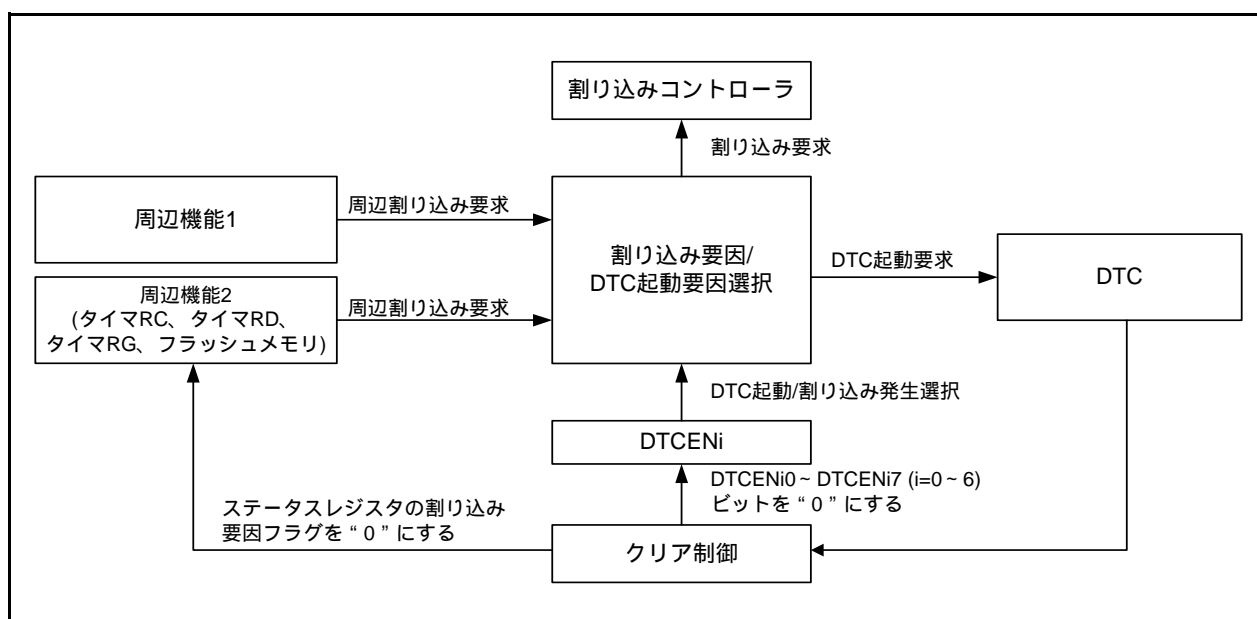 割り込みコントローラ
割り込み要求
周辺機能1
周辺割り込み要求
割り込み要因/
DTC起動要因選択
DTC起動要求
DTC
周辺機能2
(タイマRC、タイマRD、
タイマRG、フラッシュメモリ)
周辺割り込み要求
DTC起動/割り込み発生選択
DTCENi
DTCENi0~DTCENi7 (i=0~6)
ビットを“0”にする
ステータスレジスタの割り込み
要因フラグを“0”にする
クリア制御